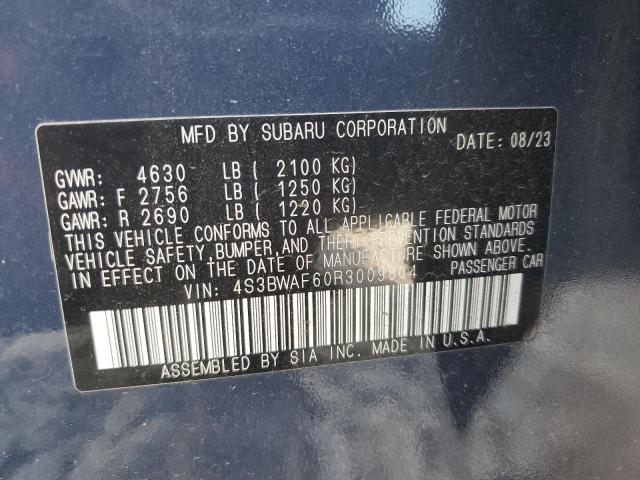 MFD BY SUBARU CORPORATION DATE: 08/23
GVWR: 4630 LB ( 2100 KG)
GAWR: F 2756 LB ( 1250 KG)
GAWR: R 2690 LB ( 1220 KG)
THIS VEHICLE CONFORMS TO ALL APPLICABLE FEDERAL MOTOR
VEHICLE SAFETY, BUMPER, AND THEFT PREVENTION STANDARDS
IN EFFECT ON THE DATE OF MANUFACTURE SHOWN ABOVE.
VIN: 4S3BWAF60R3009804 PASSENGER CAR
ASSEMBLED BY SIA INC. MADE IN U.S.A.